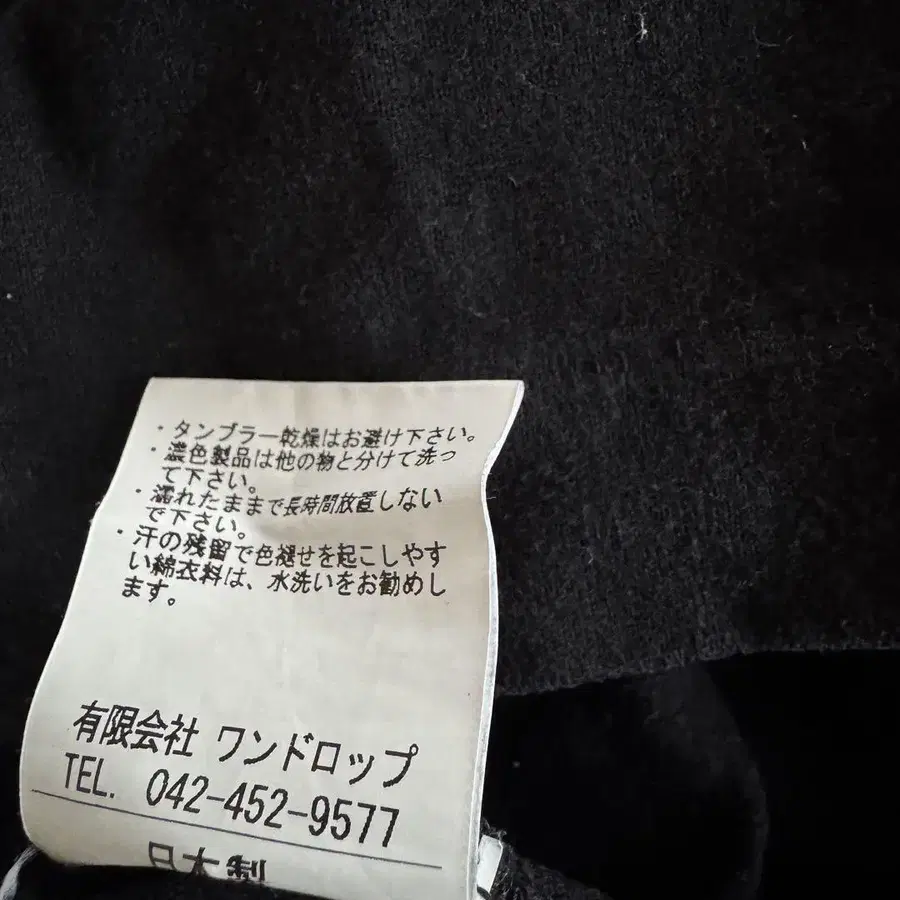 ・タンブラー乾燥はお避け下さい。
・濃色製品は他の物と分けて洗っ
て下さい。
・濡れたままで長時間放置しない
で下さい。
・汗の残留で色褪せを起こしやす
い綿衣料は、水洗いをお勧めし
ます。
有限会社 ワンドロップ
TEL. 042-452-9577
日本製